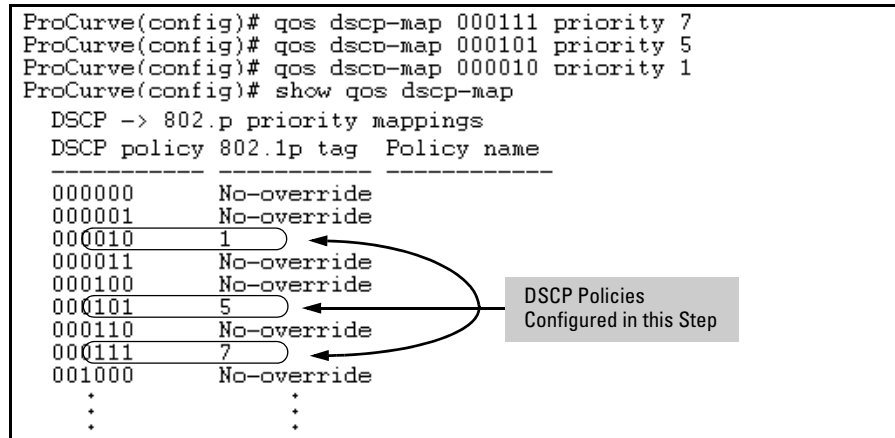 ProCurve(config)# qos dscp-map 000111 priority 7
ProCurve(config)# qos dscp-map 000101 priority 5
ProCurve(config)# qos dscp-map 000010 priority 1
ProCurve(config)# show qos dscp-map
DSCP -> 802.p priority mappings
DSCP policy 802.1p tag Policy name
----------- ----------- ------------
000000 No-override
000001 No-override
000010 1
000011 No-override
000100 No-override
000101 5
000110 No-override
000111 7
001000 No-override
DSCP Policies
Configured in this Step